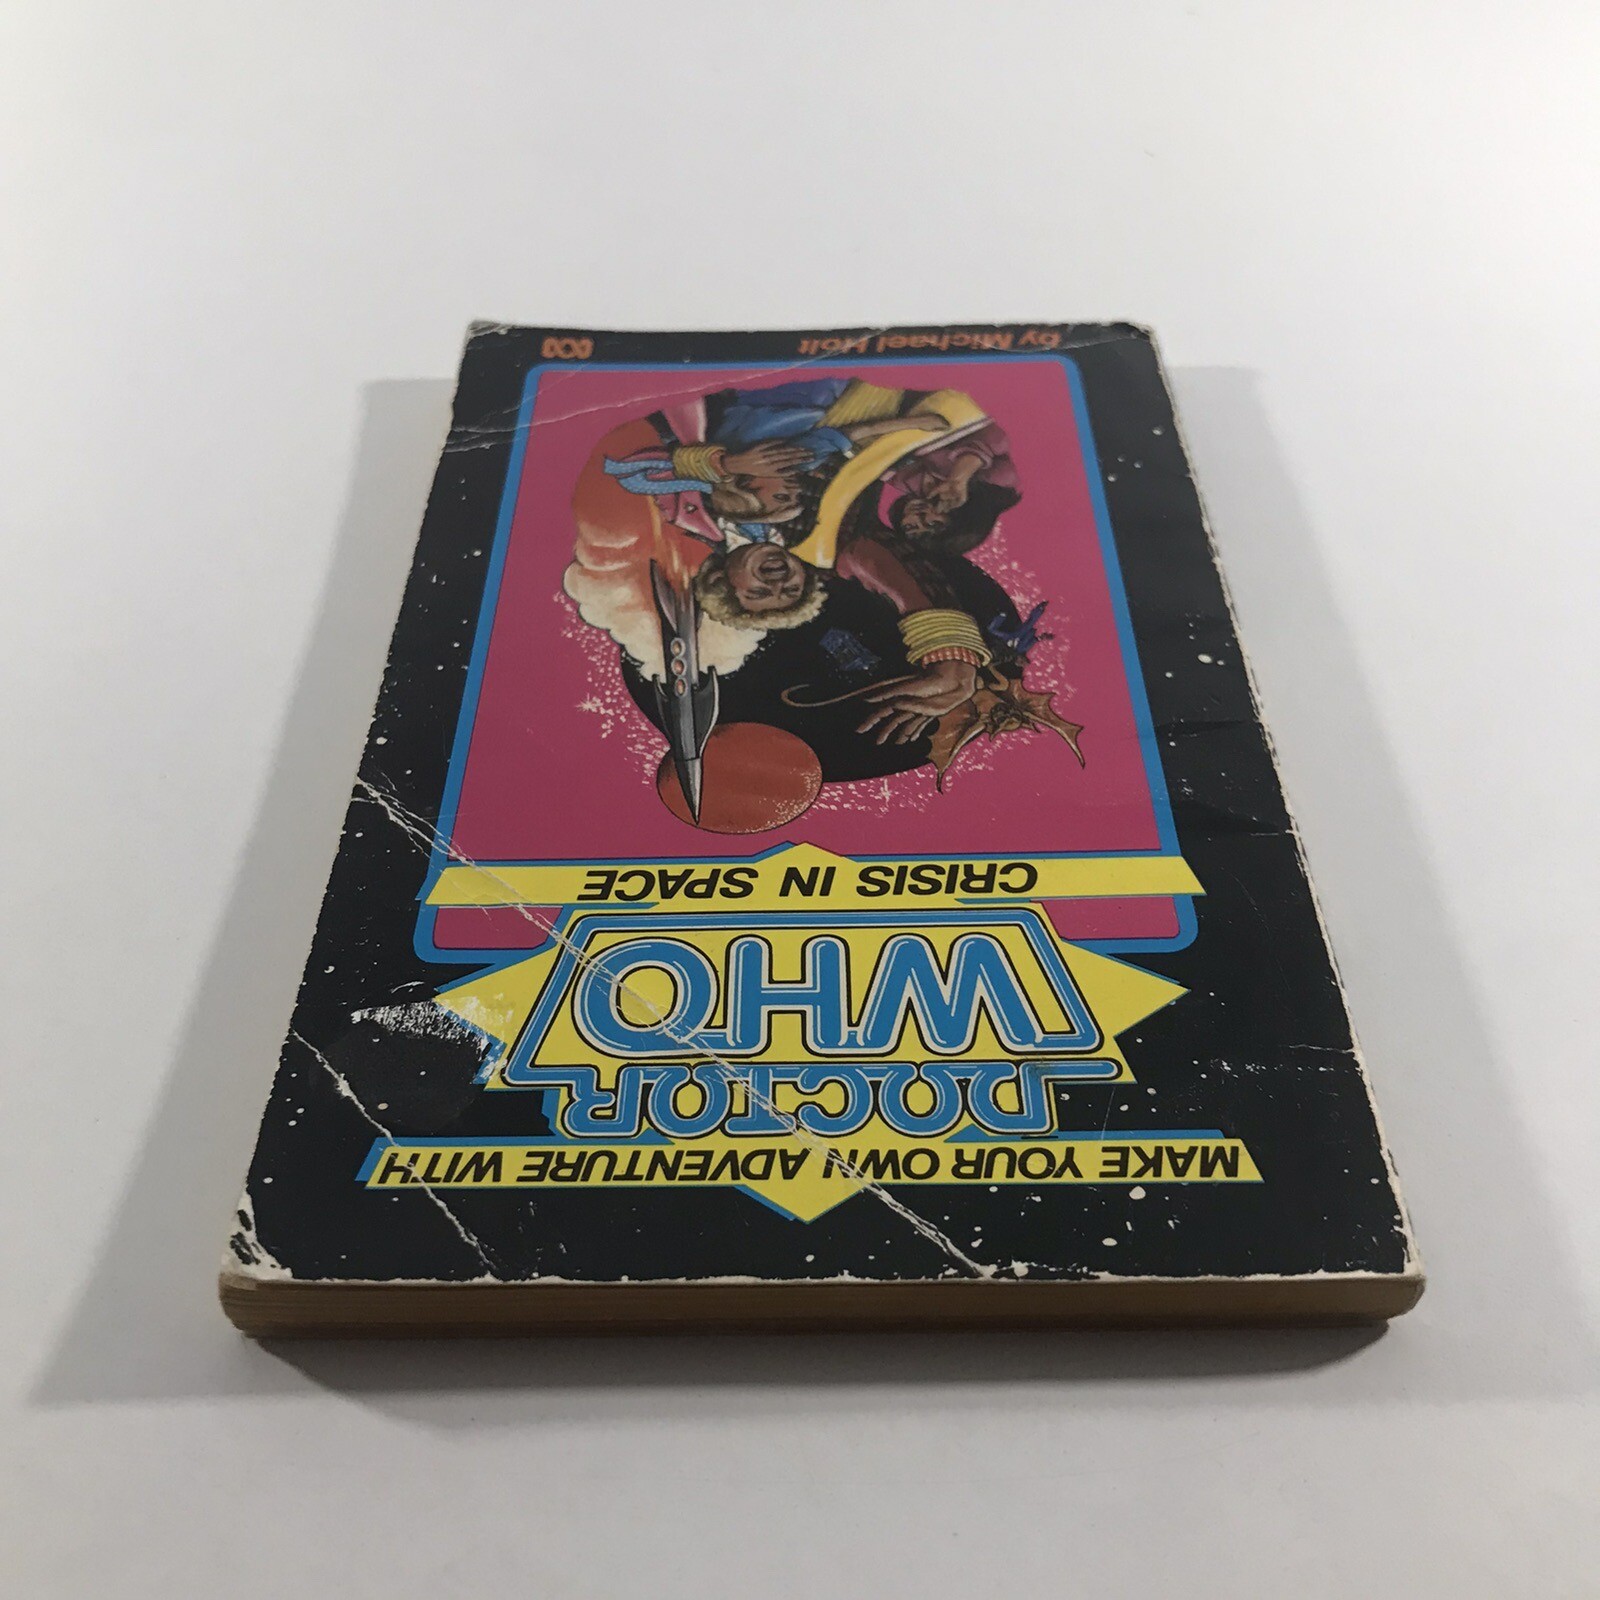 MAKE YOUR OWN ADVENTURE WITH
DOCTOR
WHO
CRISIS IN SPACE
by Michael Holt